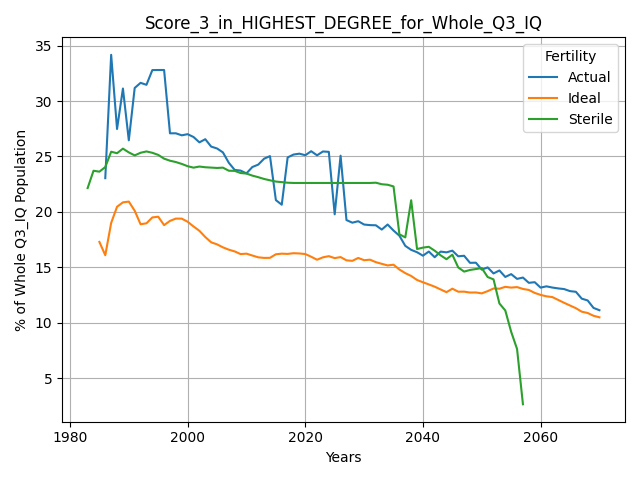 Score_3_in_HIGHEST_DEGREE_for_Whole_Q3_IQ
% of Whole Q3_IQ Population
35
30
25
20
15
10
5
Fertility
Actual
Ideal
Sterile
1980
2000
2020
2040
2060
Years